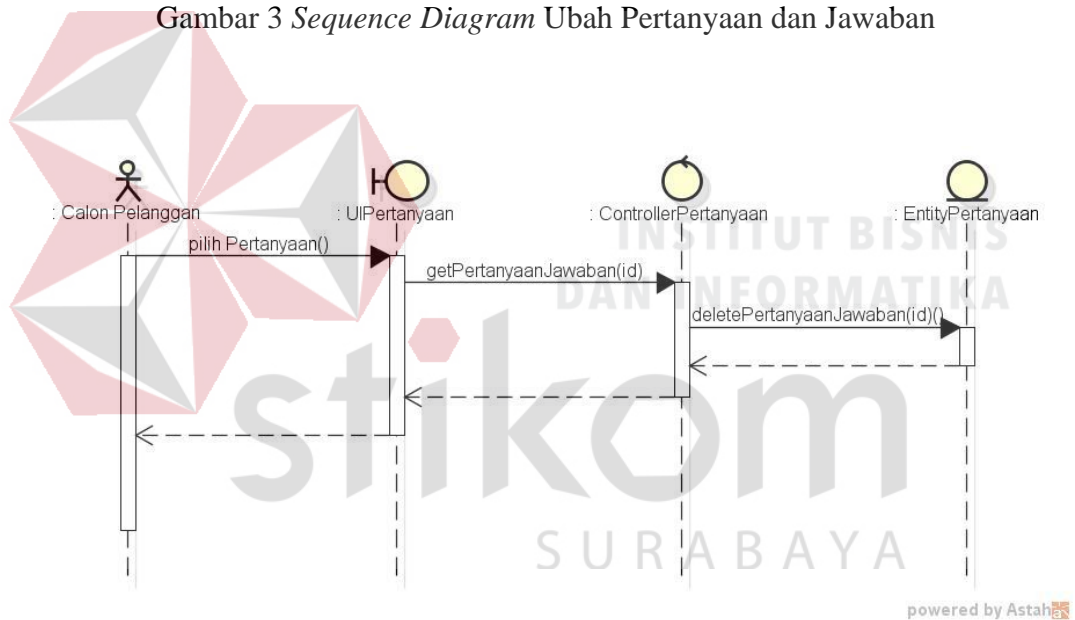 Gambar 3 Sequence Diagram Ubah Pertanyaan dan Jawaban
: Calon Pelanggan
: UIPertanyaan
: ControllerPertanyaan
: EntityPertanyaan
INSTITUT BISNIS
DAN INFORMATIKA
pilih Pertanyaan()
getPertanyaanJawaban(id)
deletePertanyaanJawaban(id)()
stikom
SURABAYA
powered by Astah